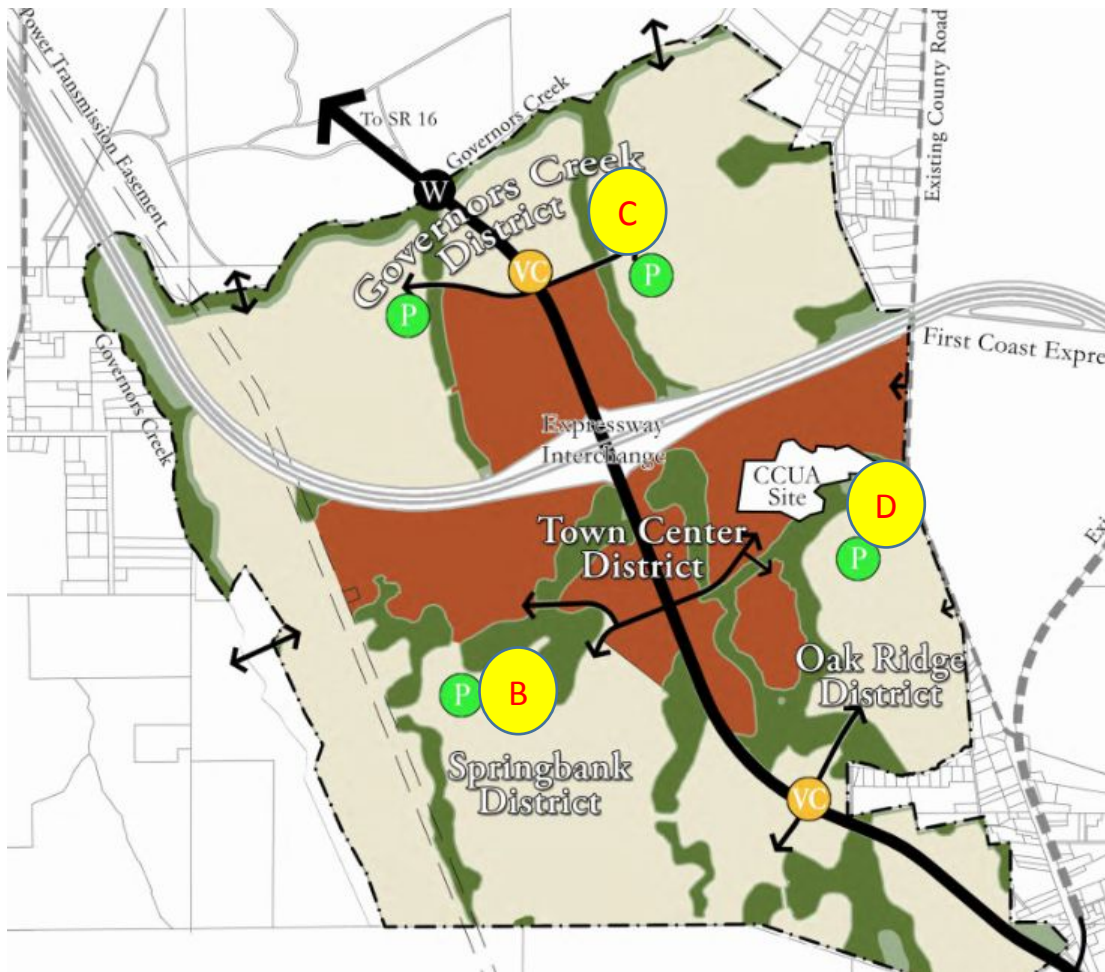 Power Transmission Easement
To SR 16
Governors Creek
Existing County Road
W
Governors Creek
District
C
VC
P
P
Governors Creek
First Coast Expre
Expressway
Interchange
CCUA
Site
D
Town Center
District
P
Exi
Oak Ridge
District
P
B
Springbank
District
VC